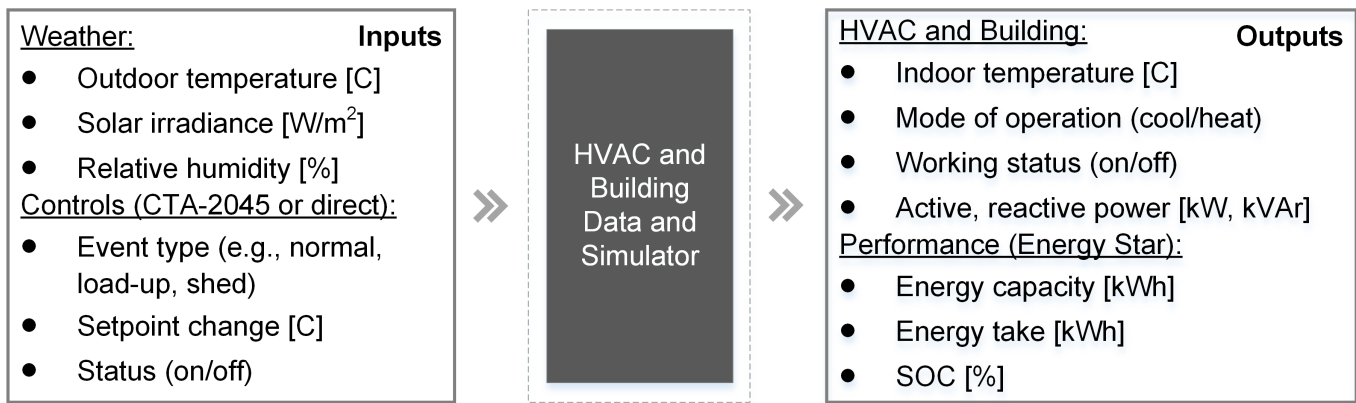 Weather: Inputs
● Outdoor temperature [C]
● Solar irradiance [W/m²]
● Relative humidity [%]
Controls (CTA-2045 or direct):
● Event type (e.g., normal,
load-up, shed)
● Setpoint change [C]
● Status (on/off)
HVAC and
Building
Data and
Simulator
HVAC and Building: Outputs
● Indoor temperature [C]
● Mode of operation (cool/heat)
● Working status (on/off)
● Active, reactive power [kW, kVAr]
Performance (Energy Star):
● Energy capacity [kWh]
● Energy take [kWh]
● SOC [%]